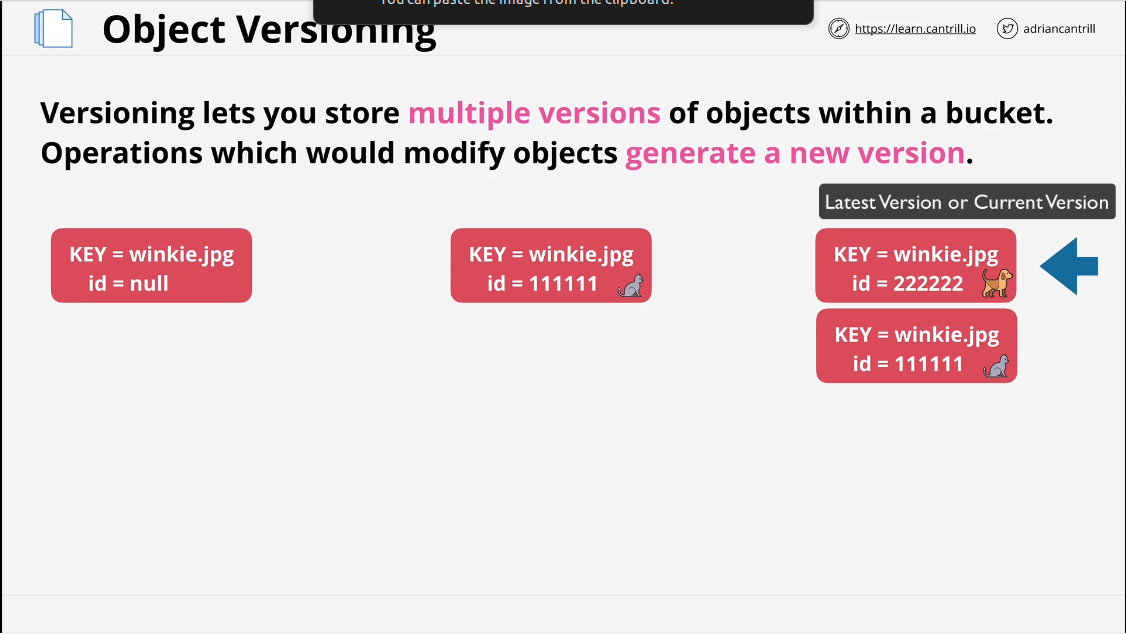 You can paste the image from the clipboard.
Object Versioning
https://learn.cantrill.io
adriancantrill
Versioning lets you store multiple versions of objects within a bucket.
Operations which would modify objects generate a new version.
Latest Version or Current Version
KEY = winkie.jpg
id = null
KEY = winkie.jpg
id = 111111
KEY = winkie.jpg
id = 222222
KEY = winkie.jpg
id = 111111